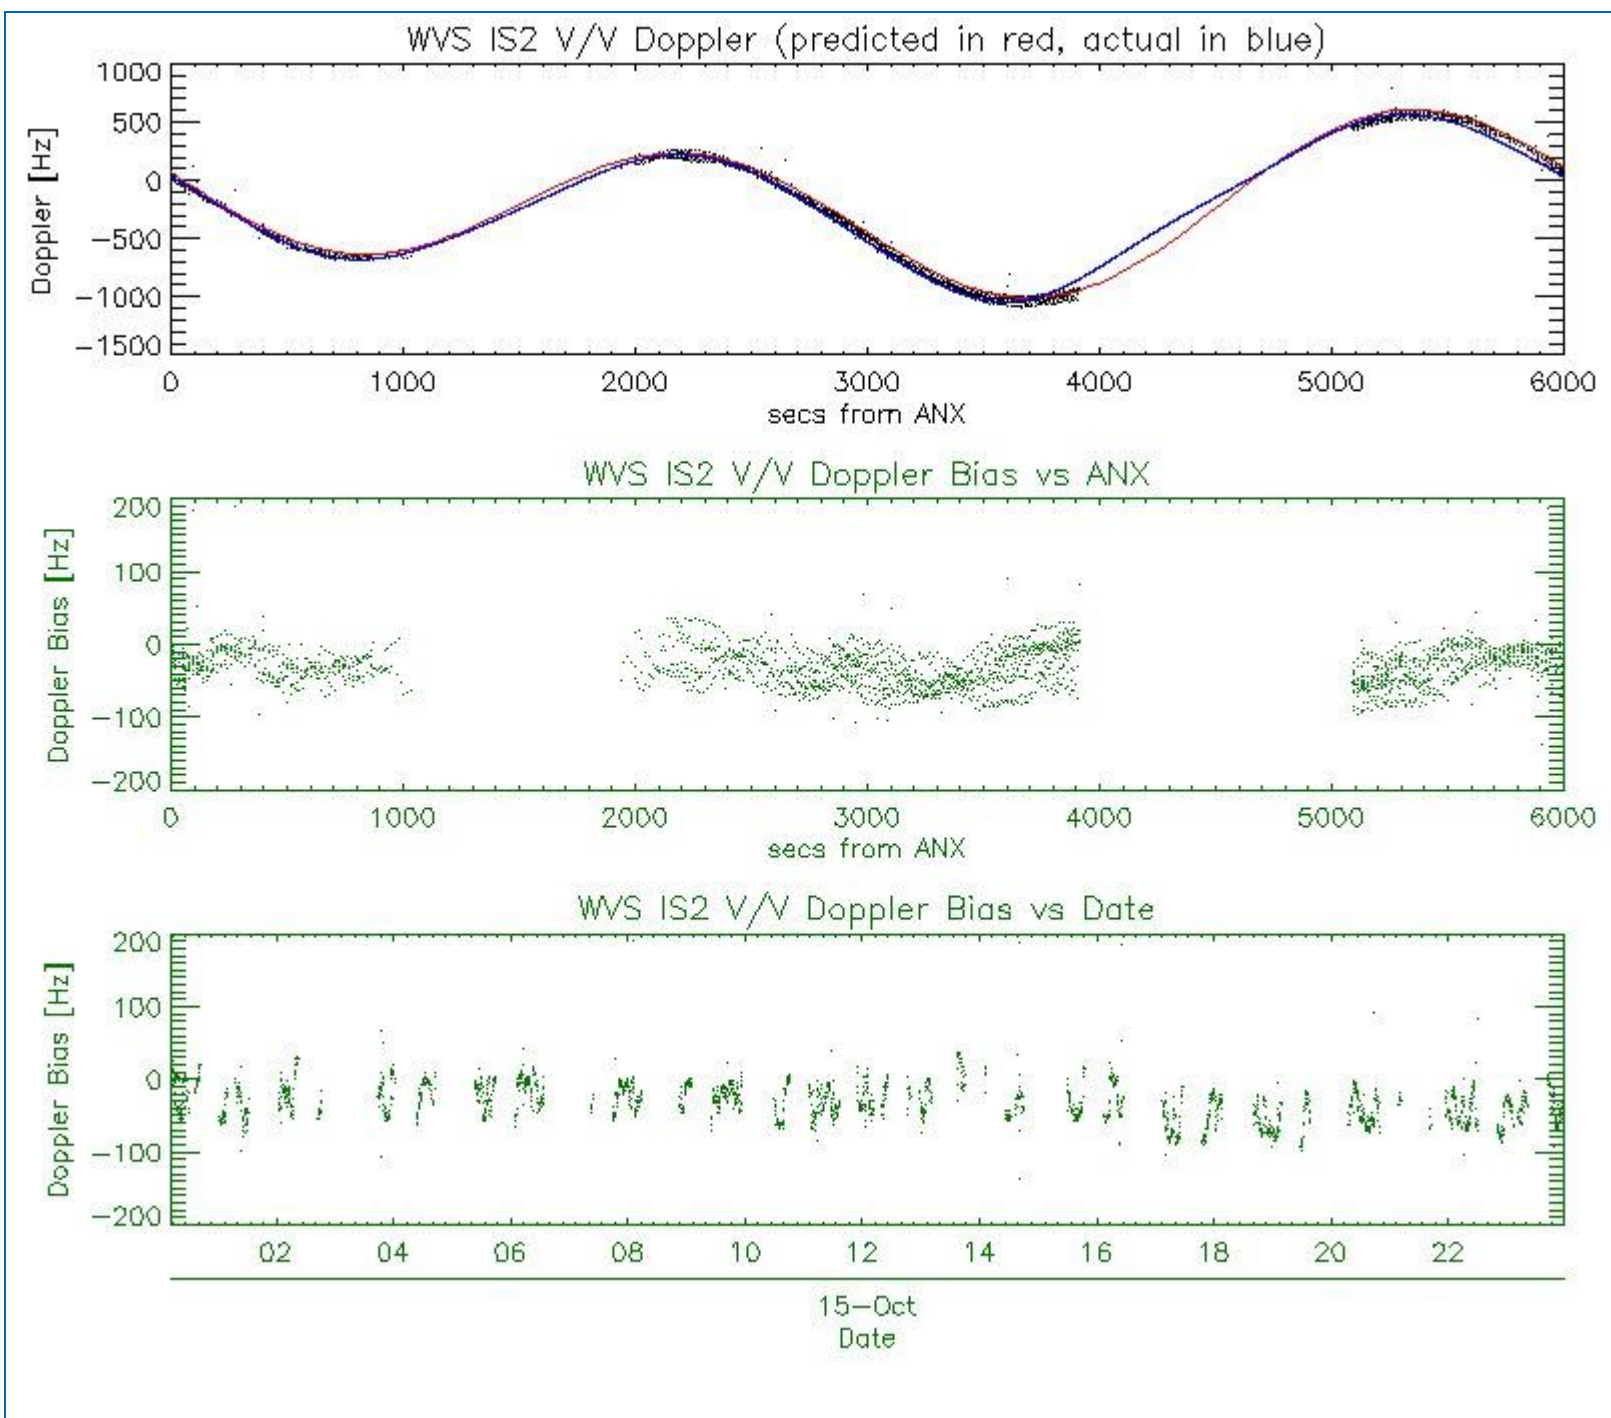 WVS IS2 V/V Doppler (predicted in red, actual in blue)
1000
500
0
-500
-1000
-1500
Doppler [Hz]
0 1000 2000 3000 4000 5000 6000
secs from ANX
WVS IS2 V/V Doppler Bias vs ANX
200
100
0
-100
-200
Doppler Bias [Hz]
0 1000 2000 3000 4000 5000 6000
secs from ANX
WVS IS2 V/V Doppler Bias vs Date
200
100
0
-100
-200
Doppler Bias [Hz]
02 04 06 08 10 12 14 16 18 20 22
15-Oct
Date